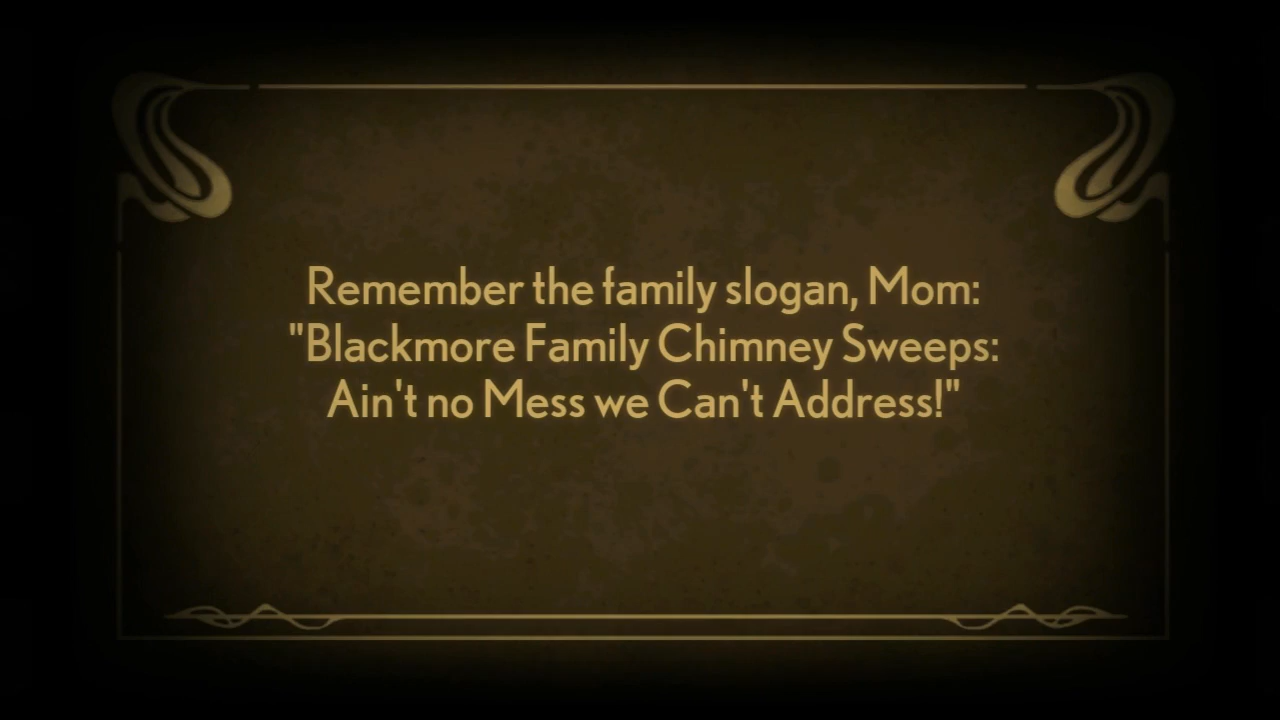 Remember the family slogan, Mom:
"Blackmore Family Chimney Sweeps:
Ain't no Mess we Can't Address!"